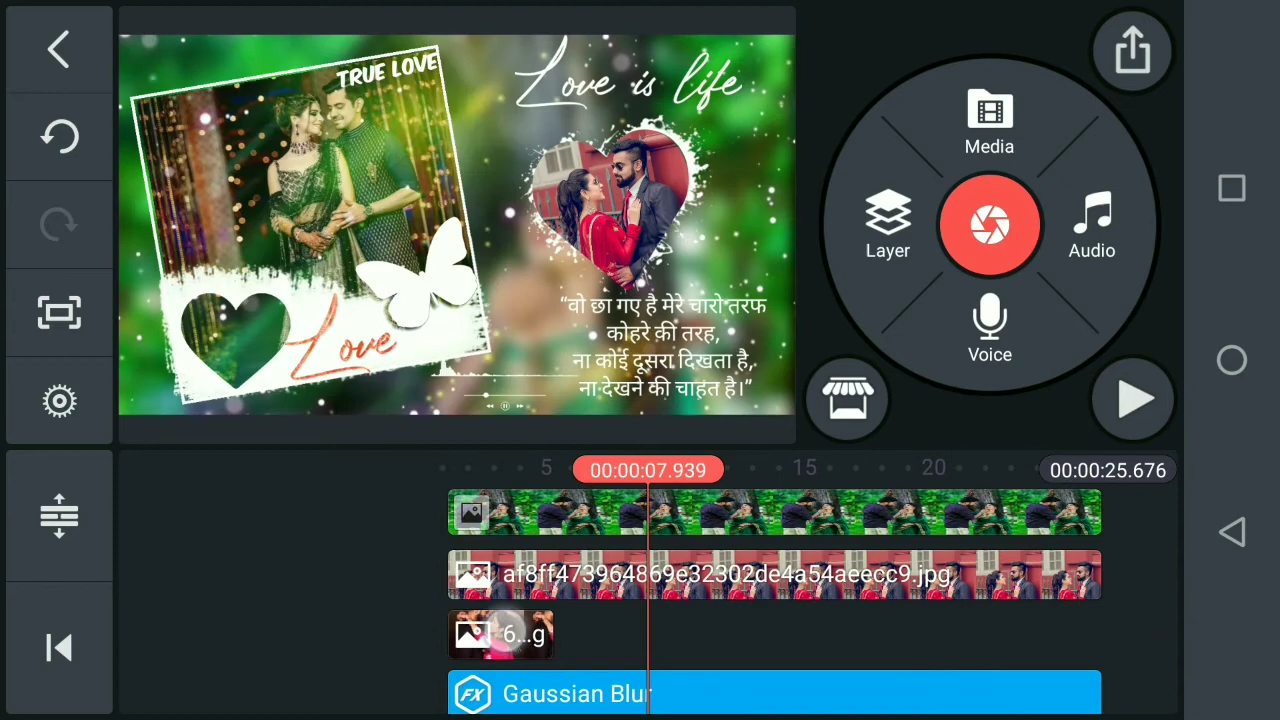 TRUE LOVE
Love is life
Love
“वो छा गए है मेरे चारो तरफ
कोहरे की तरह,
ना कोई दूसरा दिखता है,
ना देखने की चाहत है।”
Media
Layer
Audio
Voice
5
00:00:07.939
15
20
00:00:25.676
af8ff473964869e32302de4a54aeecc9.jpg
6...g
FX
Gaussian Blur